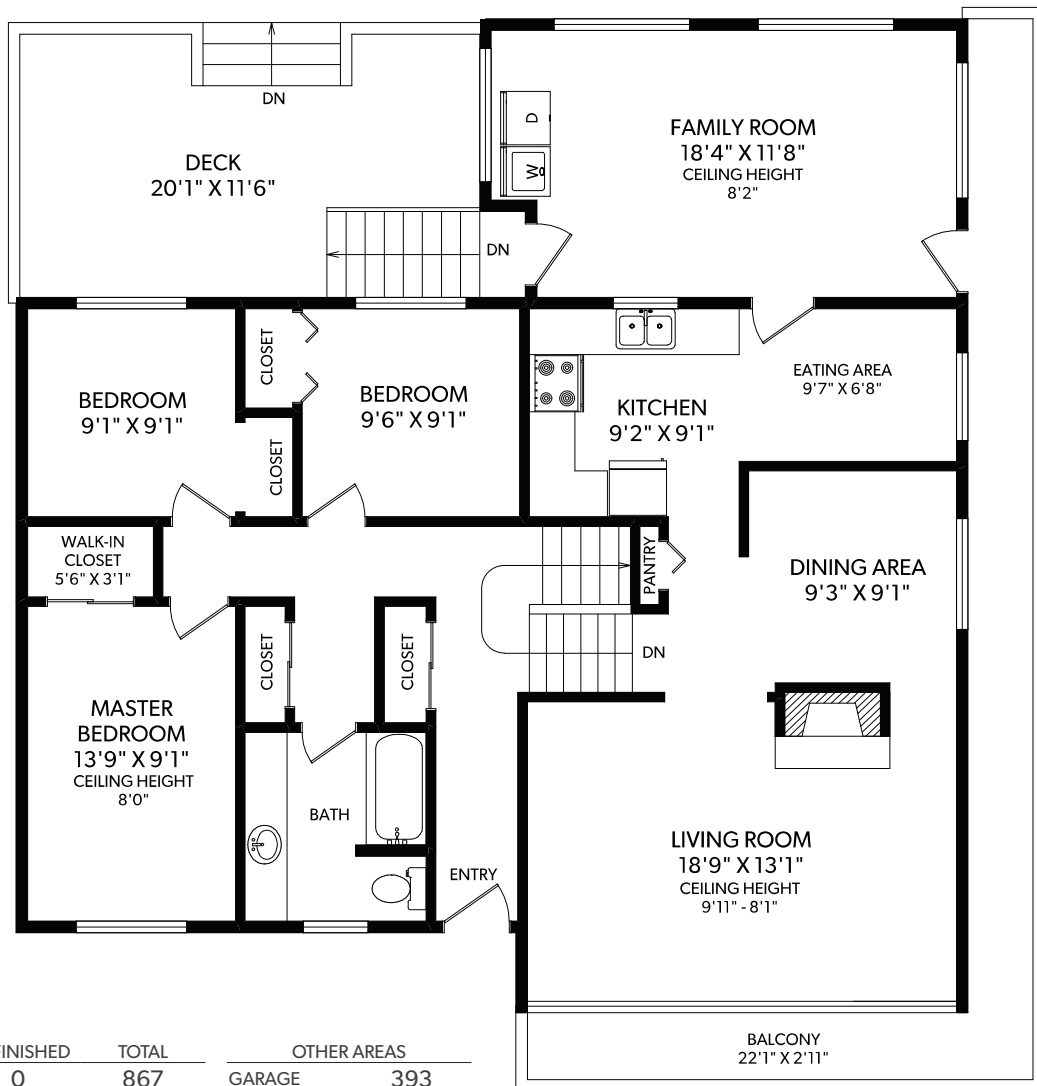 DN
DECK
20'1" X 11'6"
DN
D
W
FAMILY ROOM
18'4" X 11'8"
CEILING HEIGHT
8'2"
BEDROOM
9'1" X 9'1"
CLOSET
CLOSET
BEDROOM
9'6" X 9'1"
KITCHEN
9'2" X 9'1"
EATING AREA
9'7" X 6'8"
WALK-IN
CLOSET
5'6" X 3'1"
PANTRY
DINING AREA
9'3" X 9'1"
DN
CLOSET
CLOSET
MASTER
BEDROOM
13'9" X 9'1"
CEILING HEIGHT
8'0"
BATH
ENTRY
LIVING ROOM
18'9" X 13'1"
CEILING HEIGHT
9'11" - 8'1"
BALCONY
22'1" X 2'11"
FINISHED TOTAL
0 867
OTHER AREAS
GARAGE 393